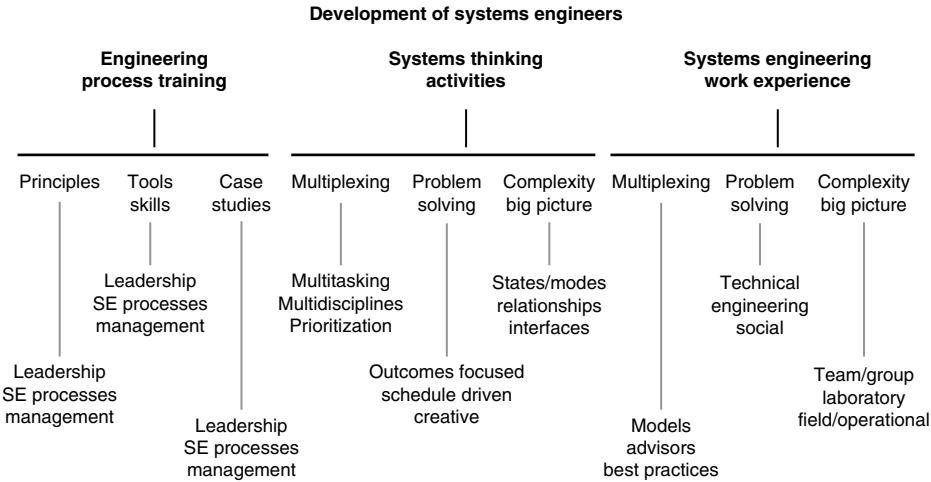 Development of systems engineers
Engineering
process training
Systems thinking
activities
Systems engineering
work experience
Principles
Tools
skills
Case
studies
Multiplexing
Problem
solving
Complexity
big picture
Multiplexing
Problem
solving
Complexity
big picture
Leadership
SE processes
management
Multitasking
Multidisciplines
Prioritization
States/modes
relationships
interfaces
Technical
engineering
social
Leadership
SE processes
management
Outcomes focused
schedule driven
creative
Team/group
laboratory
field/operational
Leadership
SE processes
management
Models
advisors
best practices